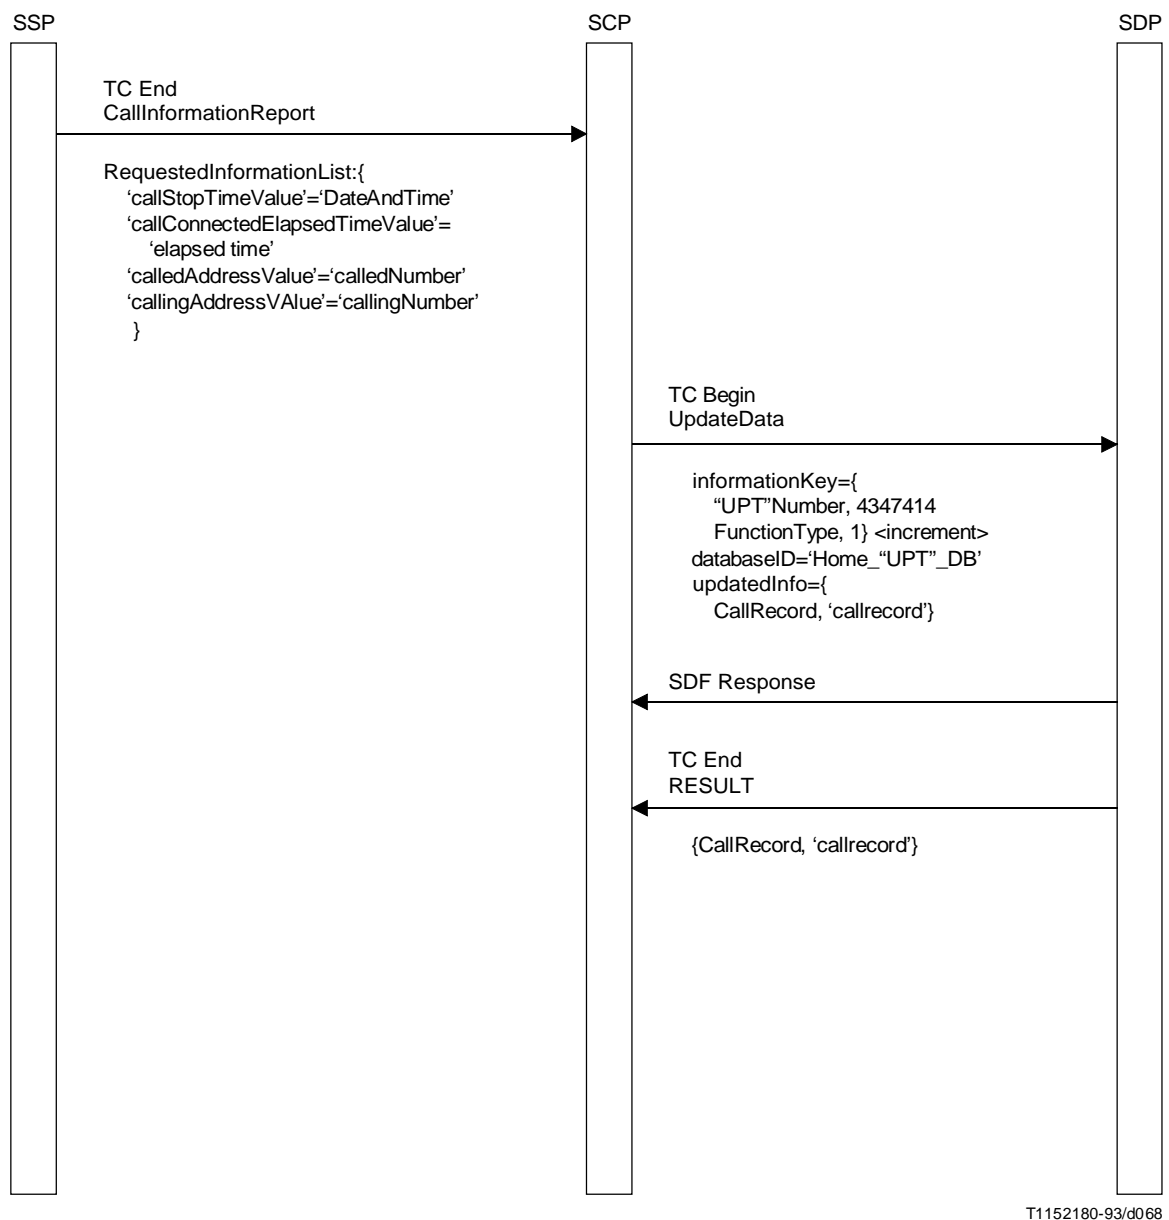 SSP
SCP
SDP
TC End
CallInformationReport
RequestedInformationList:{
‘callStopTimeValue’=‘DateAndTime’
‘callConnectedElapsedTimeValue’=
‘elapsed time’
‘calledAddressValue’=‘calledNumber’
‘callingAddressVAlue’=‘callingNumber’
}
TC Begin
UpdateData
informationKey={
“UPT”Number, 4347414
FunctionType, 1} <increment>
databaseID=‘Home_“UPT”_DB’
updatedInfo={
CallRecord, ‘callrecord’}
SDF Response
TC End
RESULT
{CallRecord, ‘callrecord’}
T1152180-93/d068